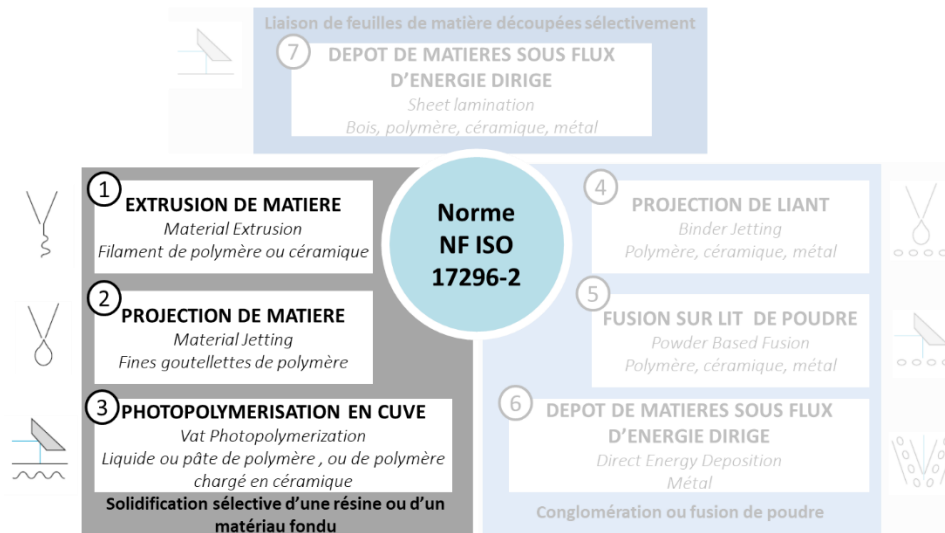 Liaison de feuilles de matière découpées sélectivement
7
DEPOT DE MATIERES SOUS FLUX
D'ENERGIE DIRIGE
Sheet lamination
Bois, polymère, céramique, métal
Norme
NF ISO
17296-2
1
EXTRUSION DE MATIERE
Material Extrusion
Filament de polymère ou céramique
2
PROJECTION DE MATIERE
Material Jetting
Fines goutellettes de polymère
3
PHOTOPOLYMERISATION EN CUVE
Vat Photopolymerization
Liquide ou pâte de polymère , ou de polymère
chargé en céramique
Solidification sélective d'une résine ou d'un
matériau fondu
4
PROJECTION DE LIANT
Binder Jetting
Polymère, céramique, métal
5
FUSION SUR LIT DE POUDRE
Powder Based Fusion
Polymère, céramique, métal
6
DEPOT DE MATIERES SOUS FLUX
D'ENERGIE DIRIGE
Direct Energy Deposition
Métal
Conglomération ou fusion de poudre